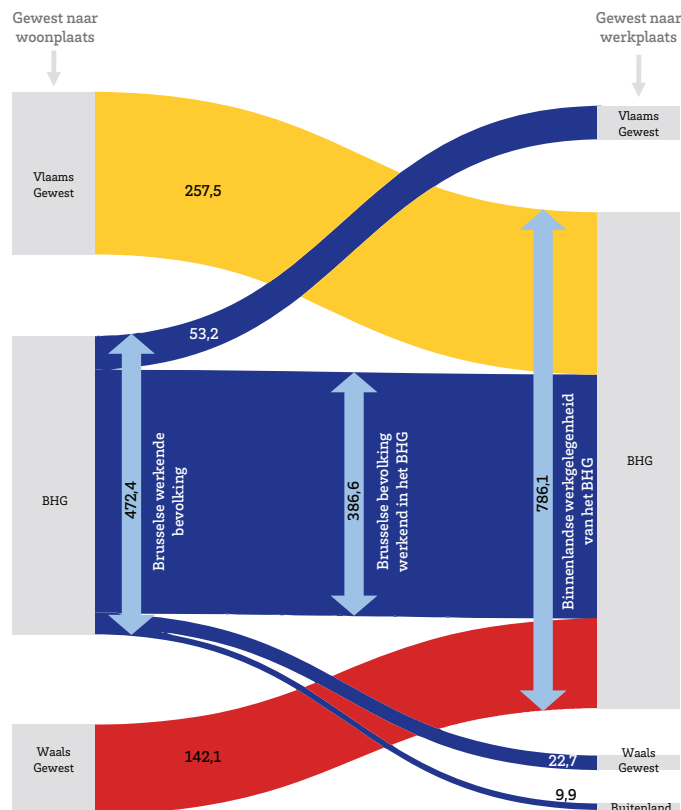 Gewest naar
woonplaats
Gewest naar
werkplaats
Vlaams
Gewest
Vlaams
Gewest
257,5
53,2
BHG
472,4
Brusselse werkende
bevolking
386,6
Brusselse bevolking
werkend in het BHG
786,1
Binnenlandse werkgelegenheid
van het BHG
BHG
Waals
Gewest
142,1
22,7
Waals
Gewest
9,9
Buitenland